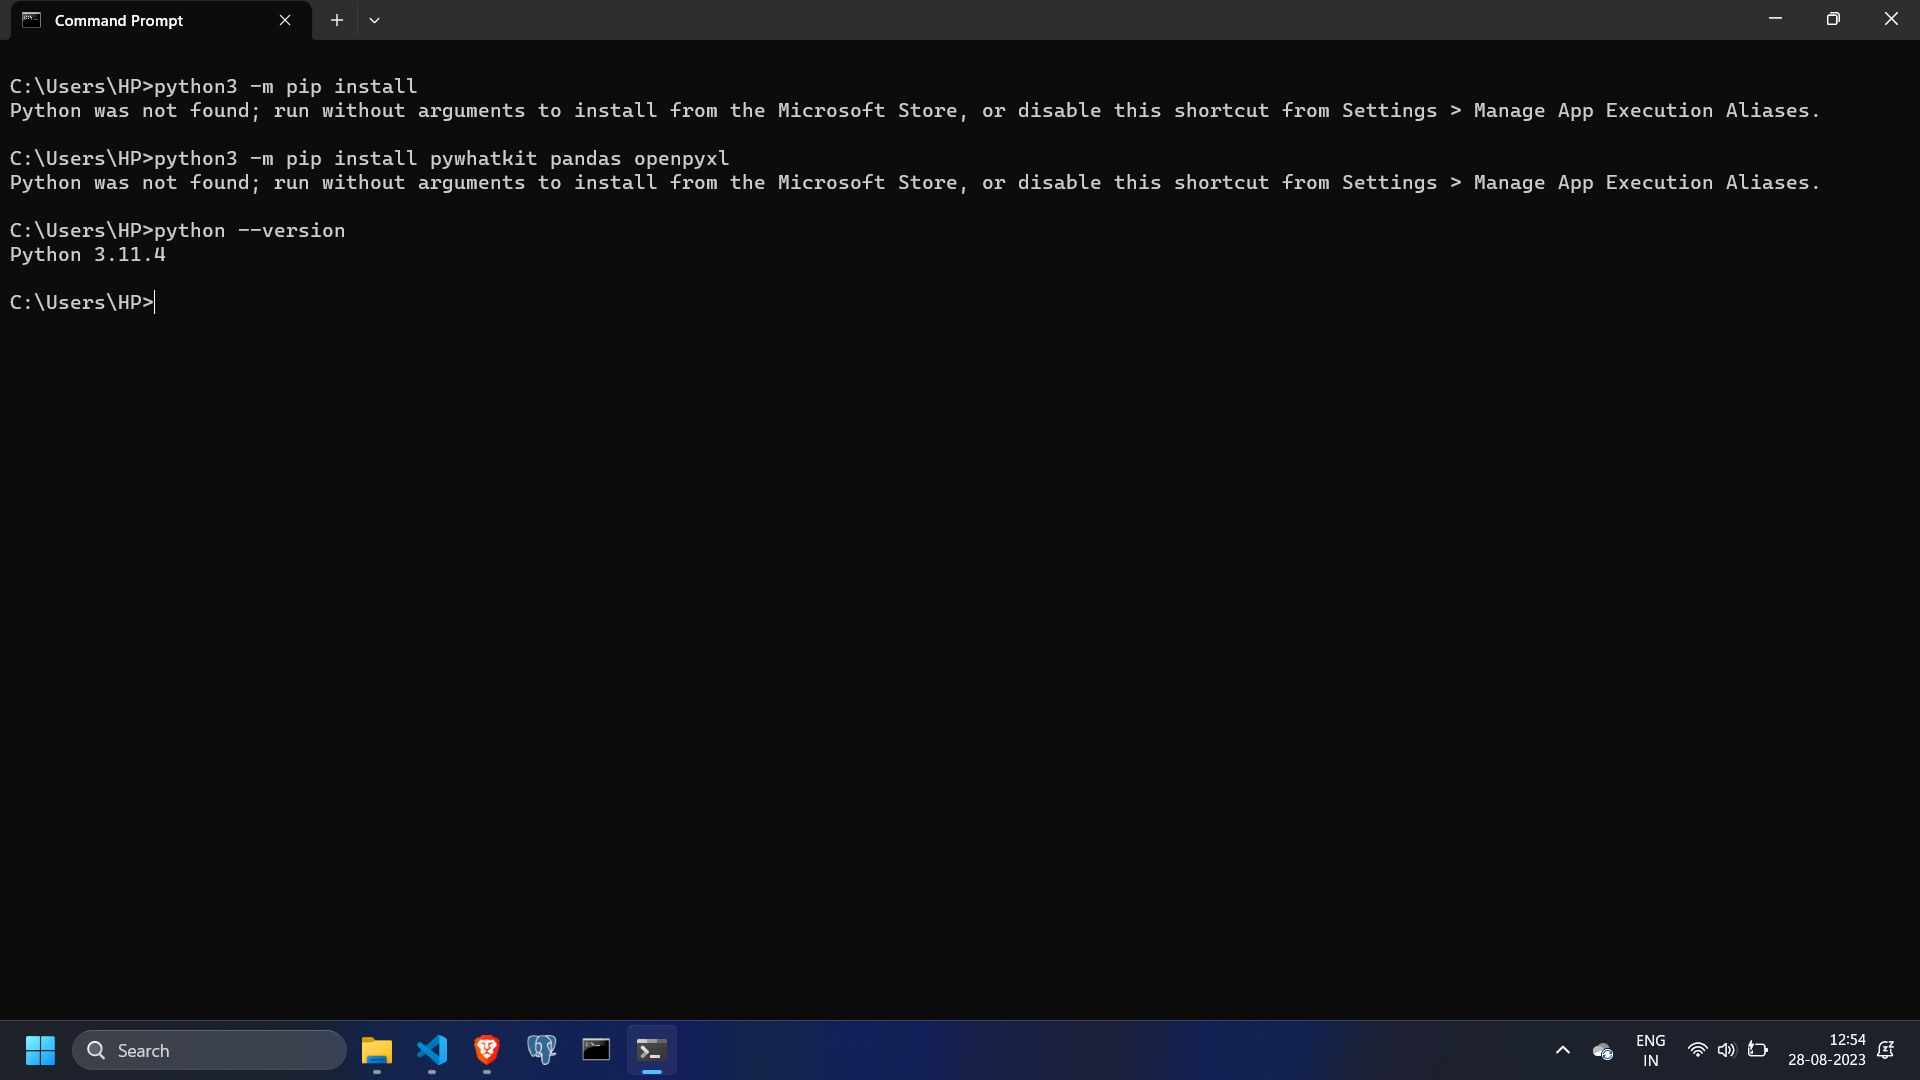 Command Prompt
C:\Users\HP>python3 -m pip install
Python was not found; run without arguments to install from the Microsoft Store, or disable this shortcut from Settings > Manage App Execution Aliases.
C:\Users\HP>python3 -m pip install pywhatkit pandas openpyxl
Python was not found; run without arguments to install from the Microsoft Store, or disable this shortcut from Settings > Manage App Execution Aliases.
C:\Users\HP>python --version
Python 3.11.4
C:\Users\HP>
Search
ENG
IN
12:54
28-08-2023